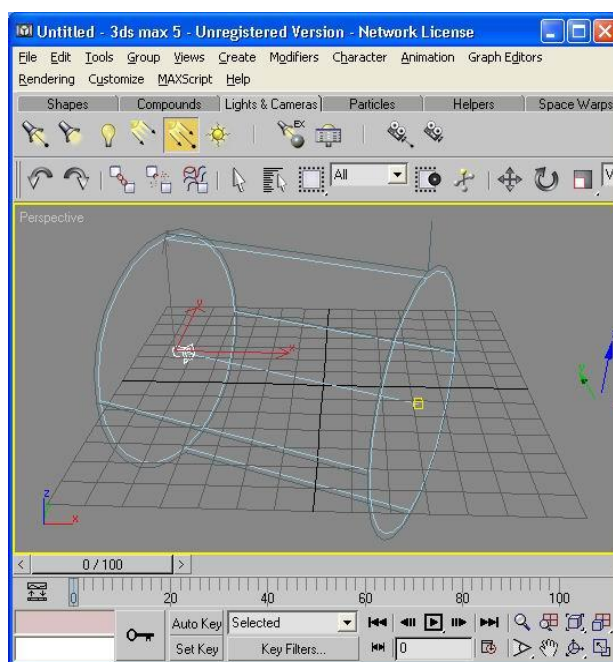 Untitled - 3ds max 5 - Unregistered Version - Network License
File Edit Tools Group Views Create Modifiers Character Animation Graph Editors
Rendering Customize MAXScript Help
Shapes Compounds Lights & Cameras Particles Helpers Space Warps
EX
All V
Perspective
y
x
y
z
x
< 0 / 100 >
0 20 40 60 80 100
Auto Key Selected
Set Key Key Filters... 0